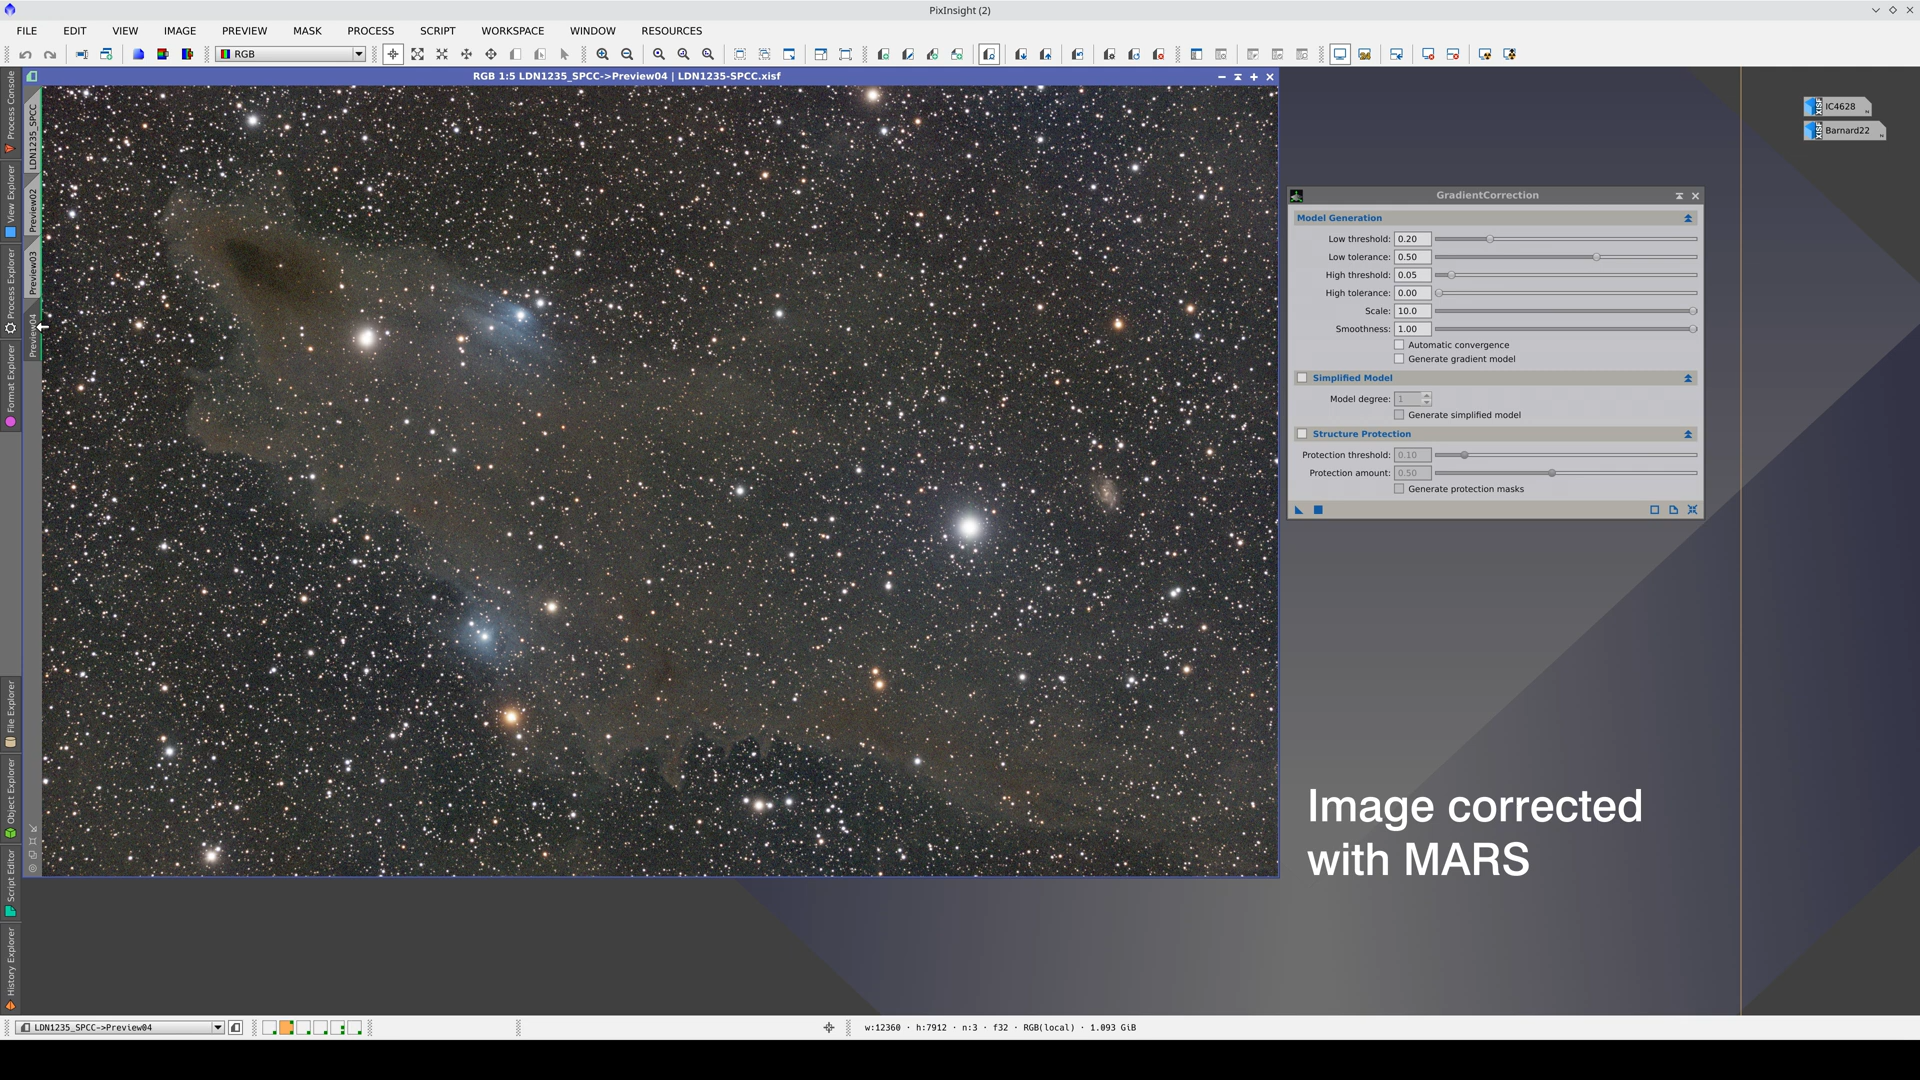 PixInsight (2)
FILE EDIT VIEW IMAGE PREVIEW MASK PROCESS SCRIPT WORKSPACE WINDOW RESOURCES
RGB
RGB 1:5 LDN1235_SPCC->Preview04 | LDN1235-SPCC.xisf
Process Console
View Explorer
Process Explorer
Format Explorer
File Explorer
Object Explorer
Script Editor
History Explorer
LDN1235_SPCC
Preview02
Preview03
Preview04
IC4628
Barnard22
GradientCorrection
Model Generation
Low threshold: 0.20
Low tolerance: 0.50
High threshold: 0.05
High tolerance: 0.00
Scale: 10.0
Smoothness: 1.00
Automatic convergence
Generate gradient model
Simplified Model
Model degree: 1
Generate simplified model
Structure Protection
Protection threshold: 0.10
Protection amount: 0.50
Generate protection masks
Image corrected
with MARS
LDN1235_SPCC->Preview04
w:12360 · h:7912 · n:3 · f32 · RGB(local) · 1.093 GiB